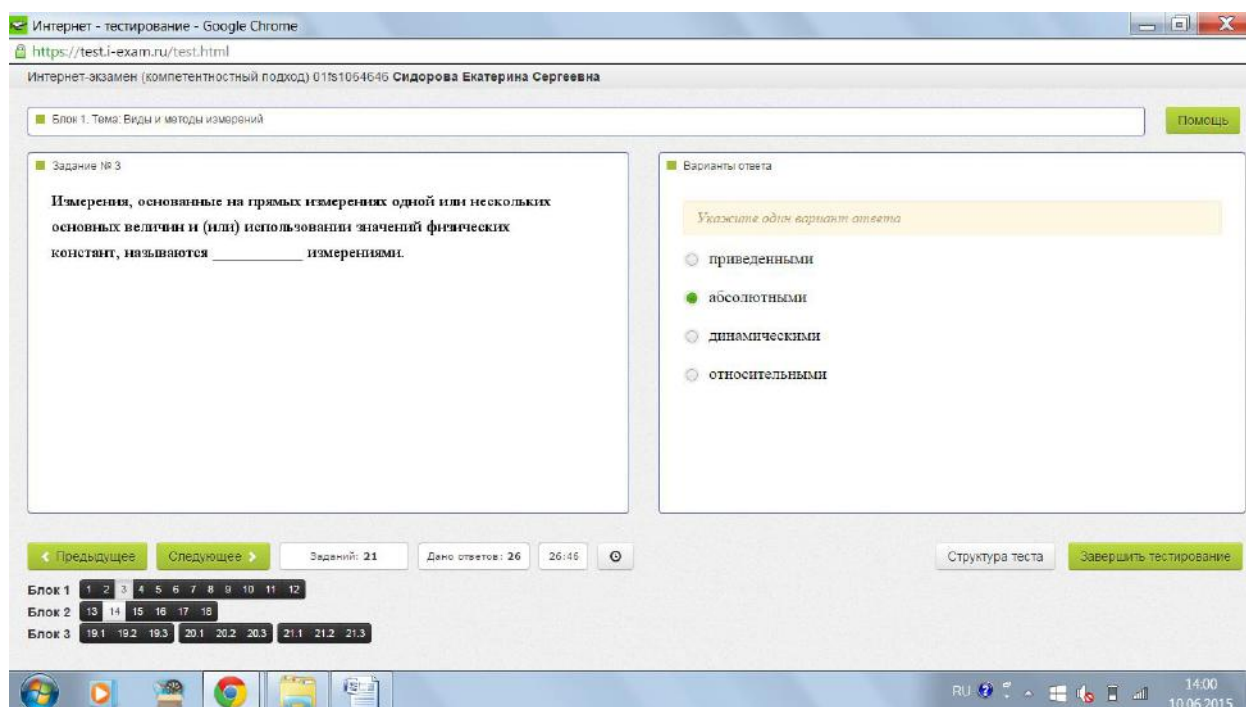 Интернет - тестирование - Google Chrome
https://test.i-exam.ru/test.html
Интернет-экзамен (компетентностный подход) 01fs1064646 Сидорова Екатерина Сергеевна
Блок 1. Тема: Виды и методы измерений
Помощь
Задание № 3
Измерения, основанные на прямых измерениях одной или нескольких
основных величин и (или) использовании значений физических
констант, называются ___________ измерениями.
Варианты ответа
Укажите один вариант ответа
приведенными
абсолютными
динамическими
относительными
Предыдущее
Следующее
Заданий: 21
Дано ответов: 26
26:46
Структура теста
Завершить тестирование
Блок 1 1 2 3 4 5 6 7 8 9 10 11 12
Блок 2 13 14 15 16 17 18
Блок 3 19.1 19.2 19.3 20.1 20.2 20.3 21.1 21.2 21.3
RU
14:00
10.06.2015